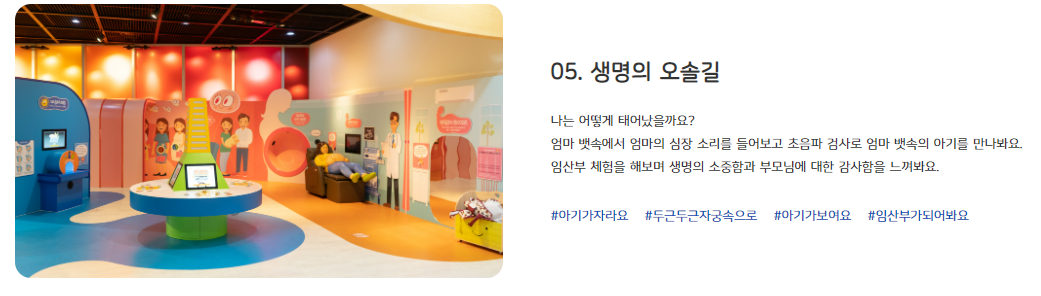 05. 생명의 오솔길
나는 어떻게 태어났을까요?
엄마 뱃속에서 엄마의 심장 소리를 들어보고 초음파 검사로 엄마 뱃속의 아기를 만나봐요.
임산부 체험을 해보며 생명의 소중함과 부모님에 대한 감사함을 느껴봐요.
#아기가자라요 #두근두근자궁속으로 #아기가보여요 #임산부가되어봐요